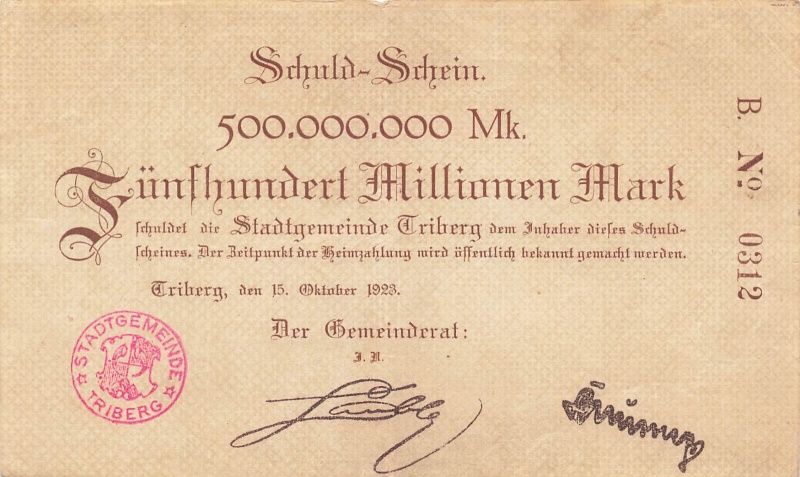 Schuld-Schein.
500.000.000 Mk.
Fünfhundert Millionen Mark
schuldet die Stadtgemeinde Triberg dem Inhaber dieses Schuld-
scheines. Der Zeitpunkt der Heimzahlung wird öffentlich bekannt gemacht werden.
Triberg, den 15. Oktober 1923.
Der Gemeinderat:
I. V.
STADTGEMEINDE
TRIBERG
B. No. 0312